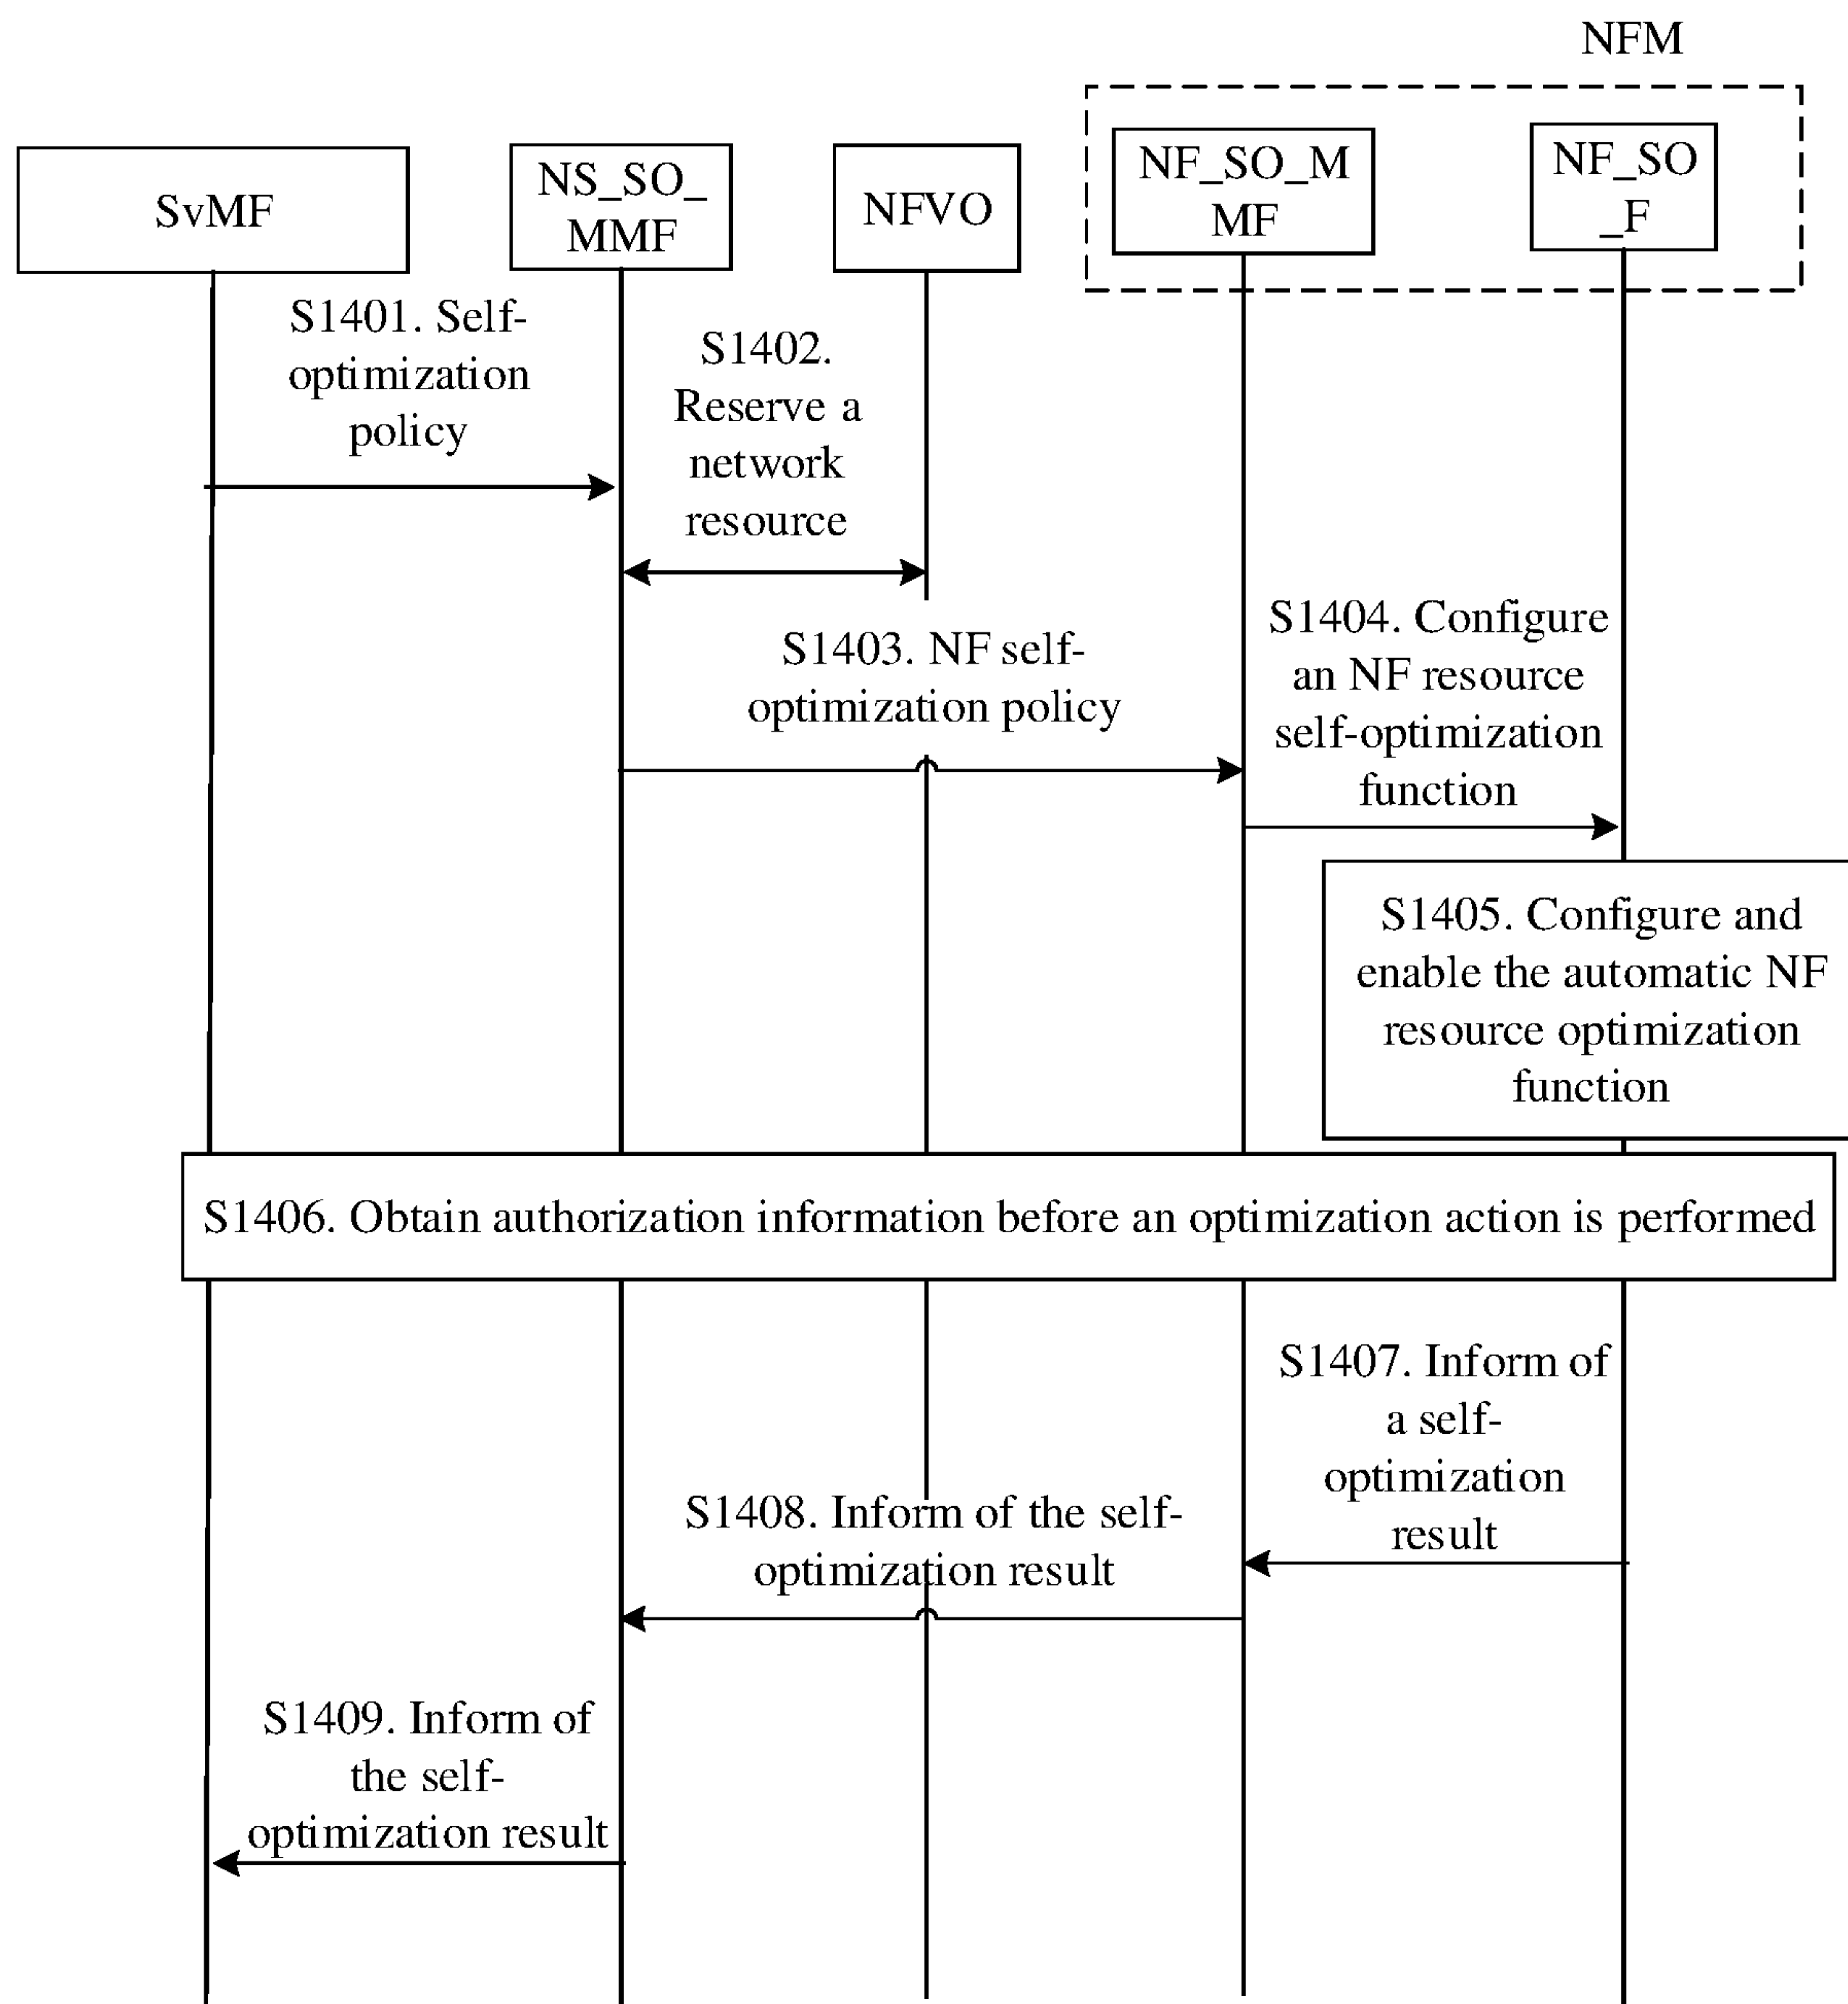 NFM
SvMF
NS_SO_
MMF
NFVO
NF_SO_M
MF
NF_SO
_F
S1401. Self-
optimization
policy
S1402.
Reserve a
network
resource
S1403. NF self-
optimization policy
S1404. Configure
an NF resource
self-optimization
function
S1405. Configure and
enable the automatic NF
resource optimization
function
S1406. Obtain authorization information before an optimization action is performed
S1407. Inform of
a self-
optimization
result
S1408. Inform of the self-
optimization result
S1409. Inform of
the self-
optimization result